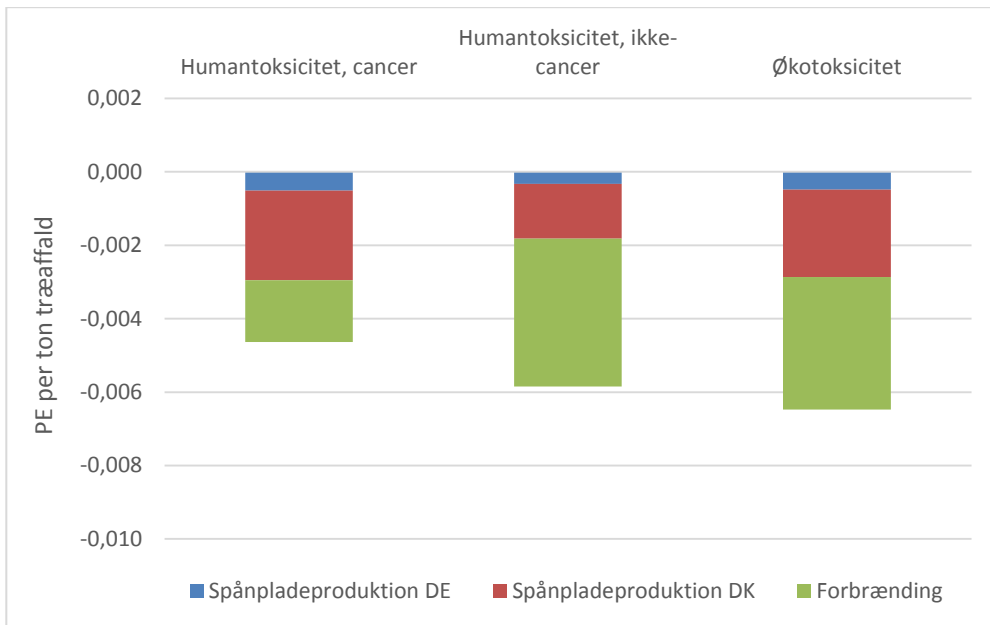 Humantoksicitet, cancer
Humantoksicitet, ikke-
cancer
Økotoksicitet
0,002
0,000
-0,002
-0,004
-0,006
-0,008
-0,010
PE per ton træaffald
Spånpladeproduktion DE
Spånpladeproduktion DK
Forbrænding